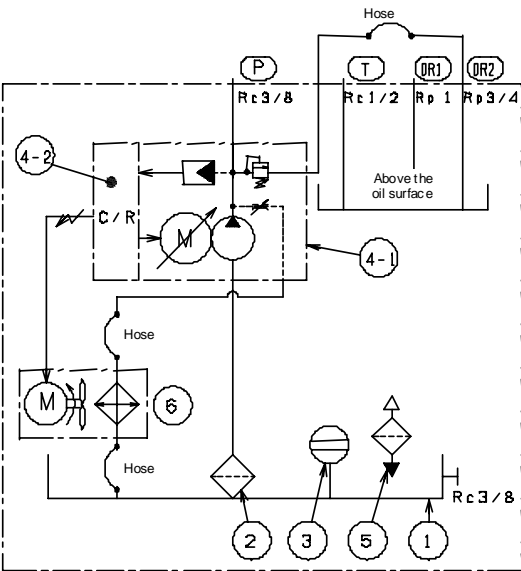 Hose
P
T
DR1
DR2
Rc3/8
Rc1/2
Rp 1
Rp3/4
4-2
Above the
oil surface
C/R
M
4-1
Hose
M
6
Hose
Rc3/8
2
3
5
1